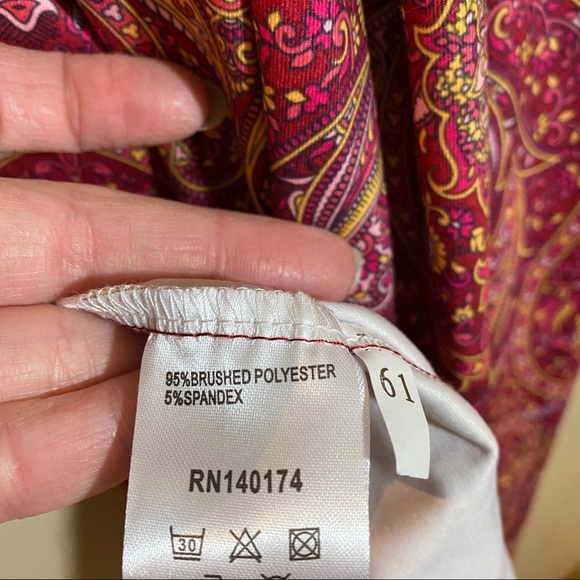 95%BRUSHED POLYESTER
5%SPANDEX
61
RN140174
30